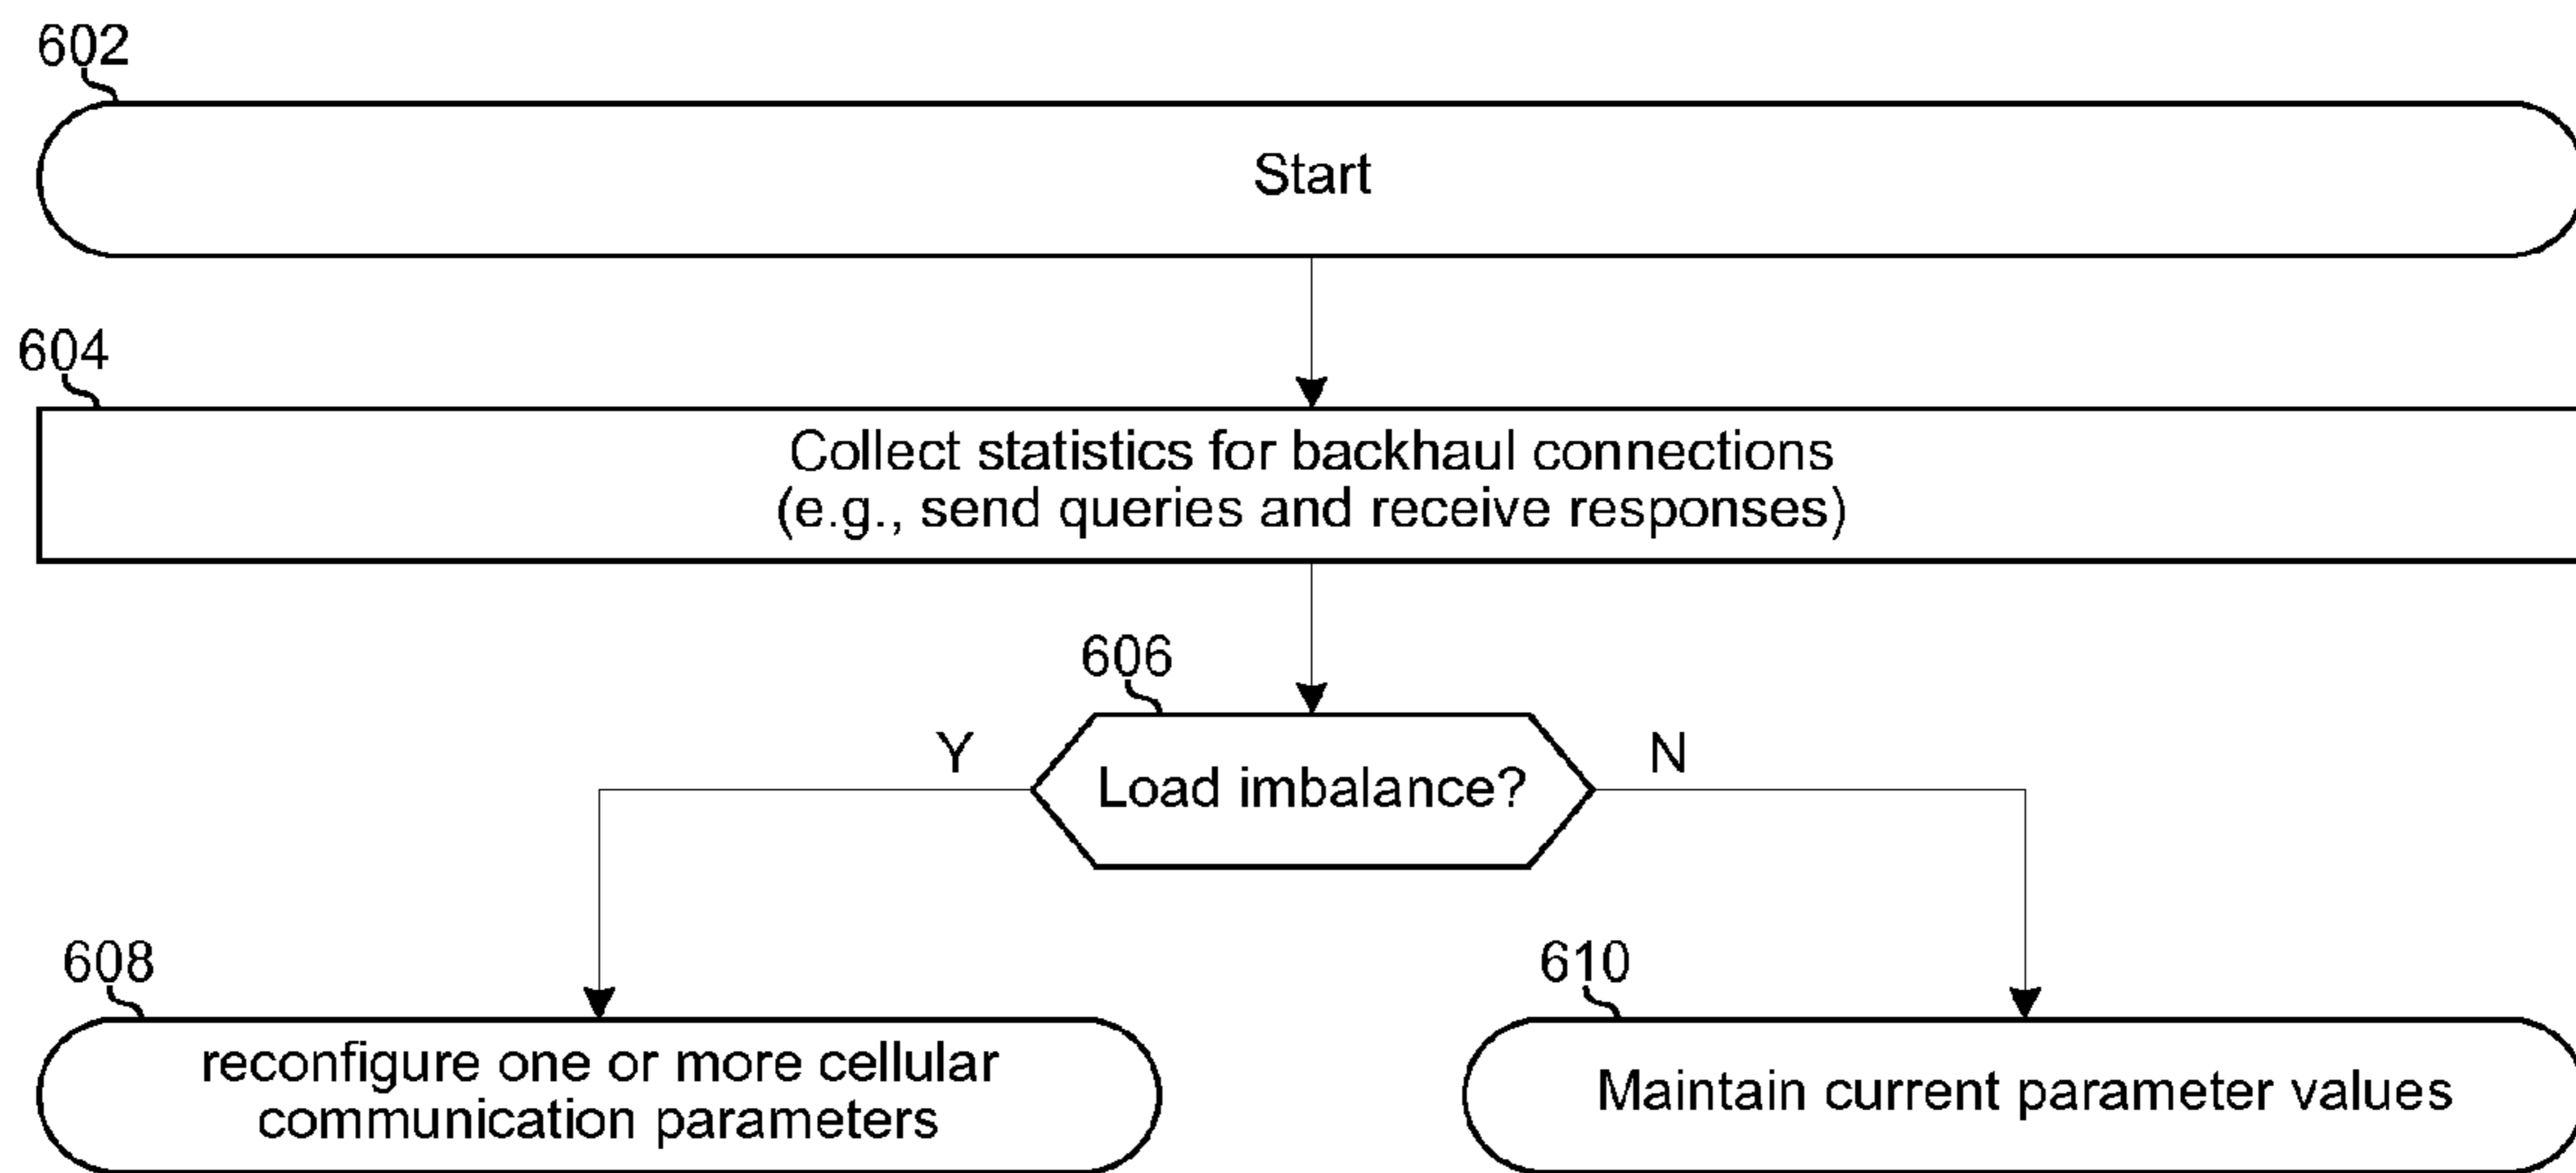 602
Start
604
Collect statistics for backhaul connections
(e.g., send queries and receive responses)
606
Y
Load imbalance?
N
608
reconfigure one or more cellular
communication parameters
610
Maintain current parameter values